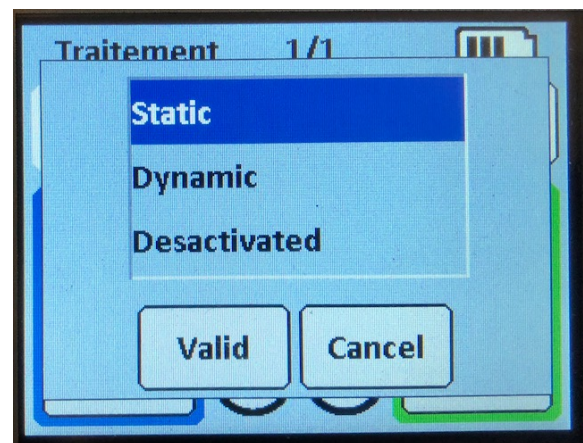 Traitement 1/1
Static
Dynamic
Desactivated
Valid Cancel